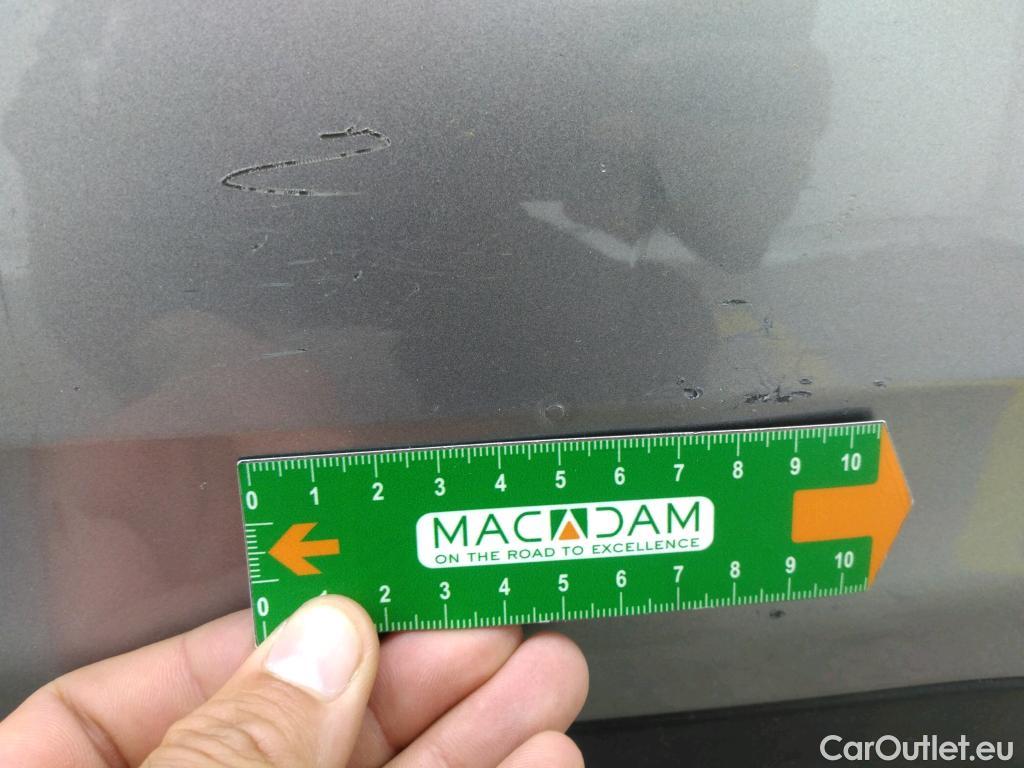 0 1 2 3 4 5 6 7 8 9 10
MACADAM
ON THE ROAD TO EXCELLENCE
0 2 3 4 5 6 7 8 9 10
CarOutlet.eu